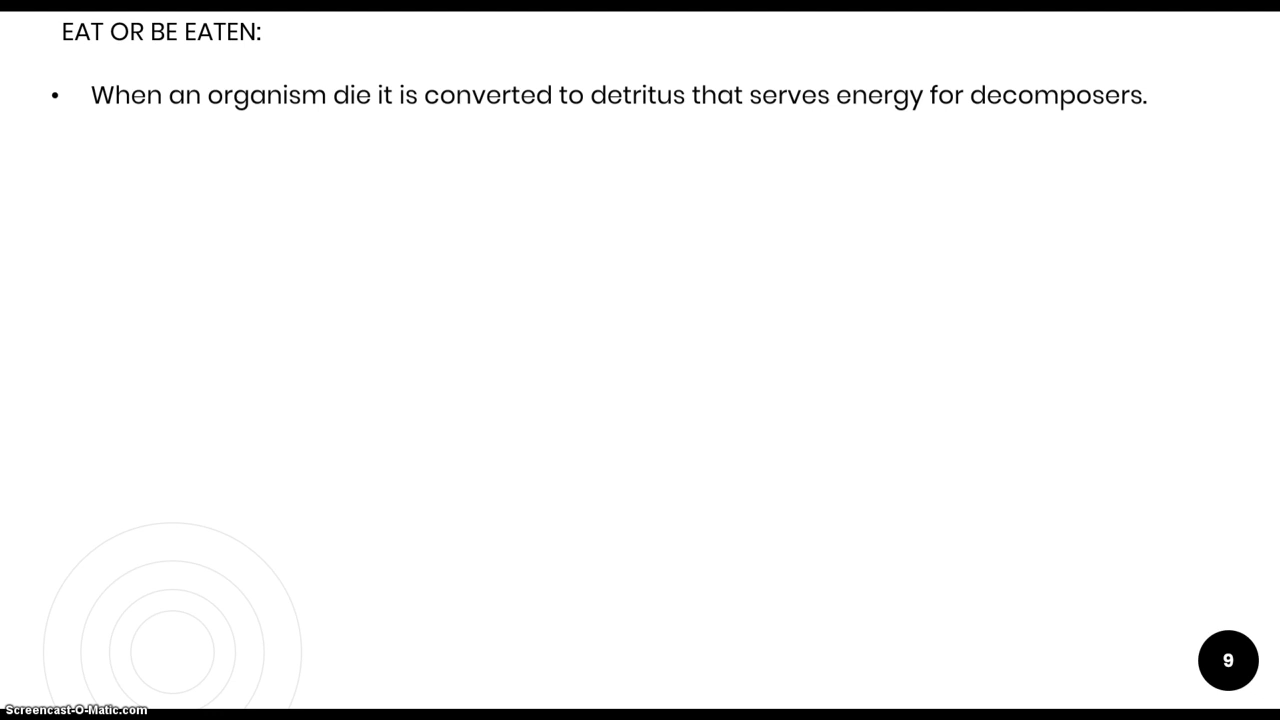 EAT OR BE EATEN:
• When an organism die it is converted to detritus that serves energy for decomposers.
9
Screencast-O-Matic.com